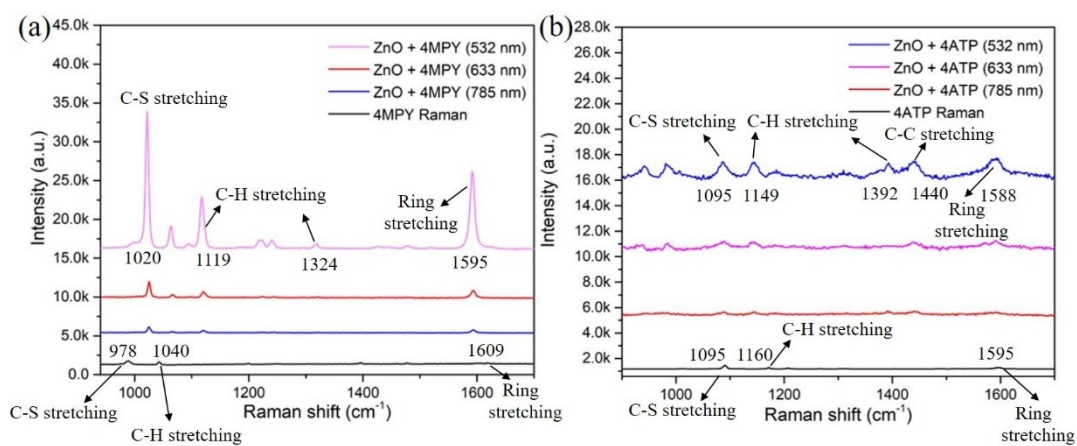 (a)
45.0k
40.0k
35.0k
30.0k
25.0k
20.0k
15.0k
10.0k
5.0k
0.0
Intensity (a.u.)
ZnO + 4MPY (532 nm)
ZnO + 4MPY (633 nm)
ZnO + 4MPY (785 nm)
4MPY Raman
C-S stretching
C-H stretching
Ring
stretching
1020
1119
1324
1595
978
1040
1609
1000
1200
1400
1600
C-S stretching
C-H stretching
Raman shift (cm-1)
Ring
stretching
(b)
28.0k
26.0k
24.0k
22.0k
20.0k
18.0k
16.0k
14.0k
12.0k
10.0k
8.0k
6.0k
4.0k
2.0k
Intensity (a.u.)
ZnO + 4ATP (532 nm)
ZnO + 4ATP (633 nm)
ZnO + 4ATP (785 nm)
4ATP Raman
C-S stretching
C-H stretching
C-C stretching
1095
1149
1392
1440
1588
Ring
stretching
C-H stretching
1095
1160
1595
1000
1200
1400
1600
C-S stretching
Raman shift (cm-1)
Ring
stretching